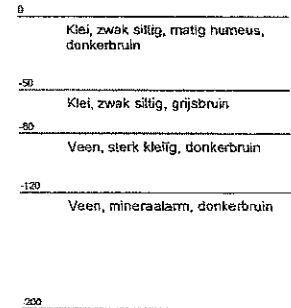 0
Klei, zwak siltig, matig humeus,
donkerbruin
-50
Klei, zwak siltig, grijsbruin
-80
Veen, sterk kleiïg, donkerbruin
-120
Veen, mineraalarm, donkerbruin
-200